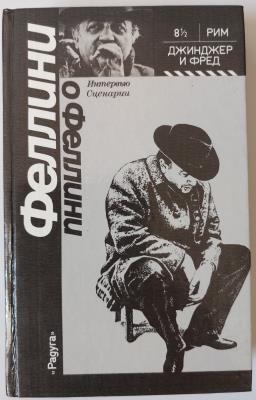 Феллини
о Феллини
Интервью
Сценарии
8½
РИМ
ДЖИНДЖЕР
И ФРЕД
"Радуга"